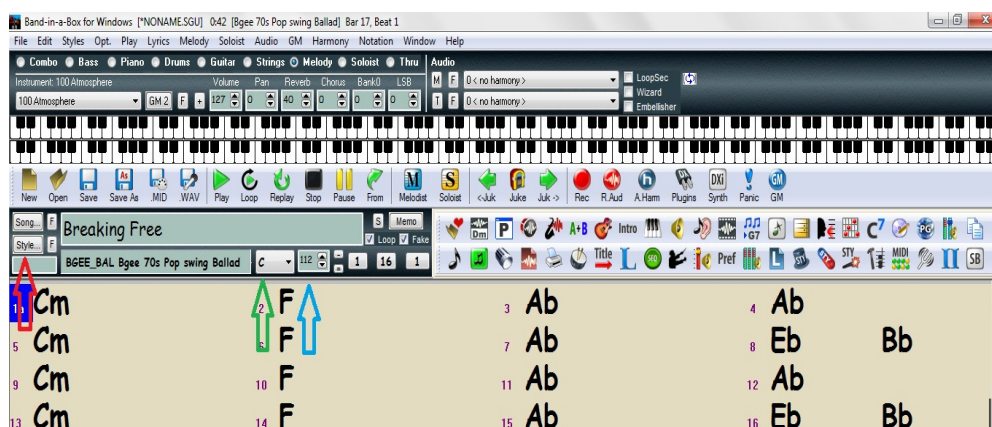 Band-in-a-Box for Windows [*NONAME.SGU] 0:42 [Bgee 70s Pop swing Ballad] Bar 17, Beat 1
File Edit Styles Opt. Play Lyrics Melody Soloist Audio GM Harmony Notation Window Help
Combo Bass Piano Drums Guitar Strings Melody Soloist Thru Audio
Instrument: 100 Atmosphere Volume Pan Reverb Chorus Bank0 LSB M F 0 < no harmony > LoopSec
Wizard
100 Atmosphere GM 2 F + 127 0 40 0 0 0 T F 0 < no harmony > Embellisher
New Open Save Save As .MID .WAV Play Loop Replay Stop Pause From Melodist Soloist <-Juk Juke Juk -> Rec R.Aud A.Harm Plugins Synth Panic GM
Song... F Breaking Free S Memo
Loop Fake
Style... F
BGEE_BAL Bgee 70s Pop swing Ballad C 112 1 16 1
Dm P A+B Intro G7 C7
Title L SEQ Pref STY MIDI SB
Cm 2 F 3 Ab 4 Ab
5 Cm 6 F 7 Ab 8 Eb Bb
9 Cm 10 F 11 Ab 12 Ab
13 Cm 14 F 15 Ab 16 Eb Bb